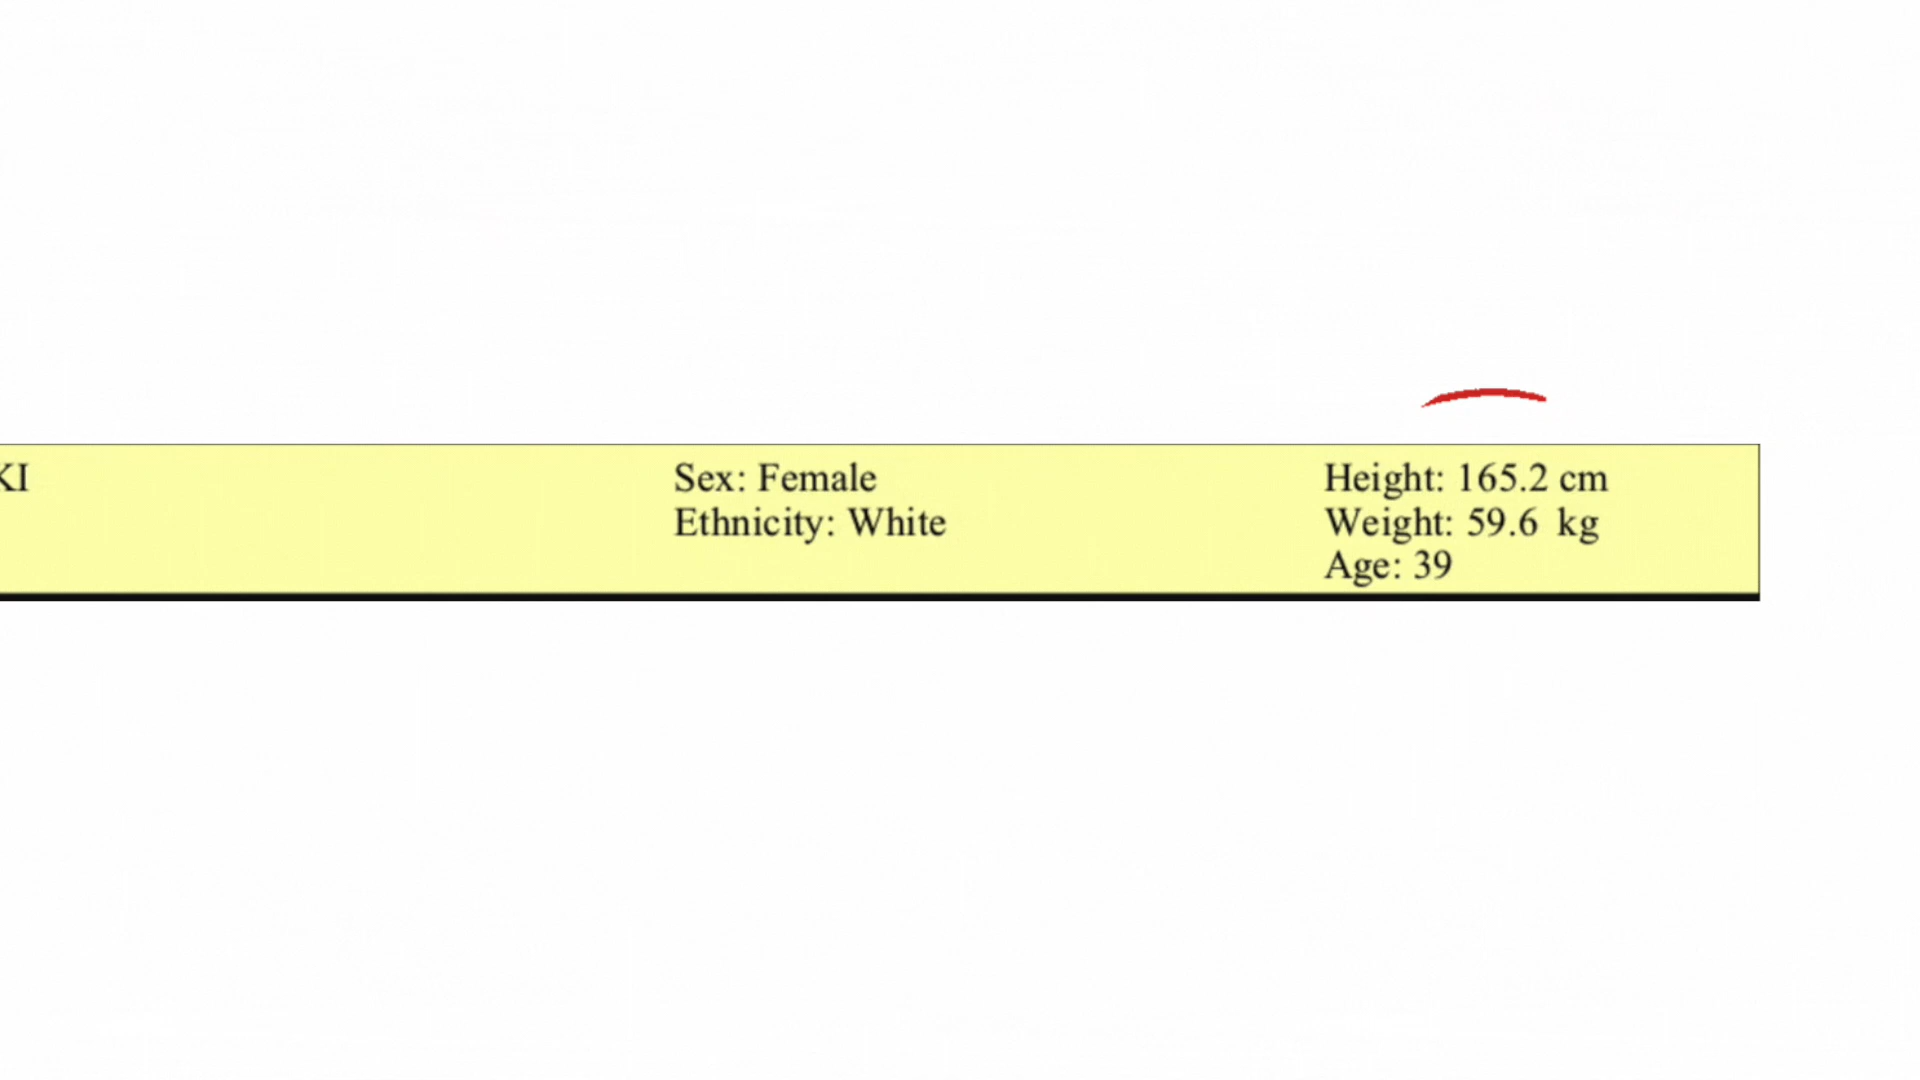 KI
Sex: Female
Ethnicity: White
Height: 165.2 cm
Weight: 59.6 kg
Age: 39